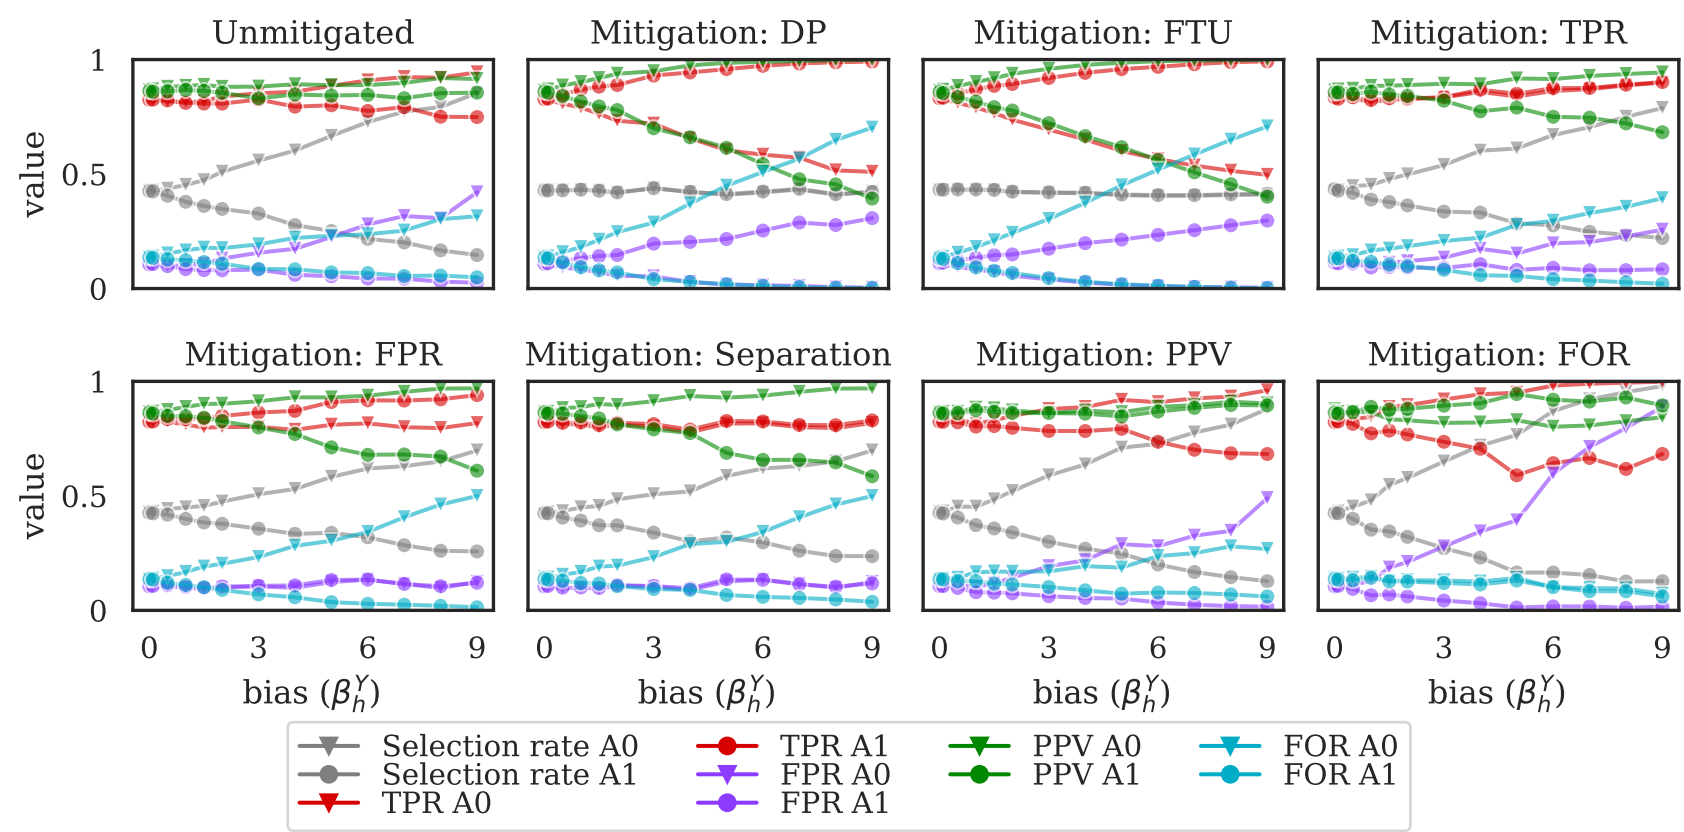 Unmitigated
Mitigation: DP
Mitigation: FTU
Mitigation: TPR
1
0.5
0
value
Mitigation: FPR
Mitigation: Separation
Mitigation: PPV
Mitigation: FOR
1
0.5
0
value
0 3 6 9
0 3 6 9
0 3 6 9
0 3 6 9
bias (β_h^Y)
bias (β_h^Y)
bias (β_h^Y)
bias (β_h^Y)
Selection rate A0
Selection rate A1
TPR A0
TPR A1
FPR A0
FPR A1
PPV A0
PPV A1
FOR A0
FOR A1